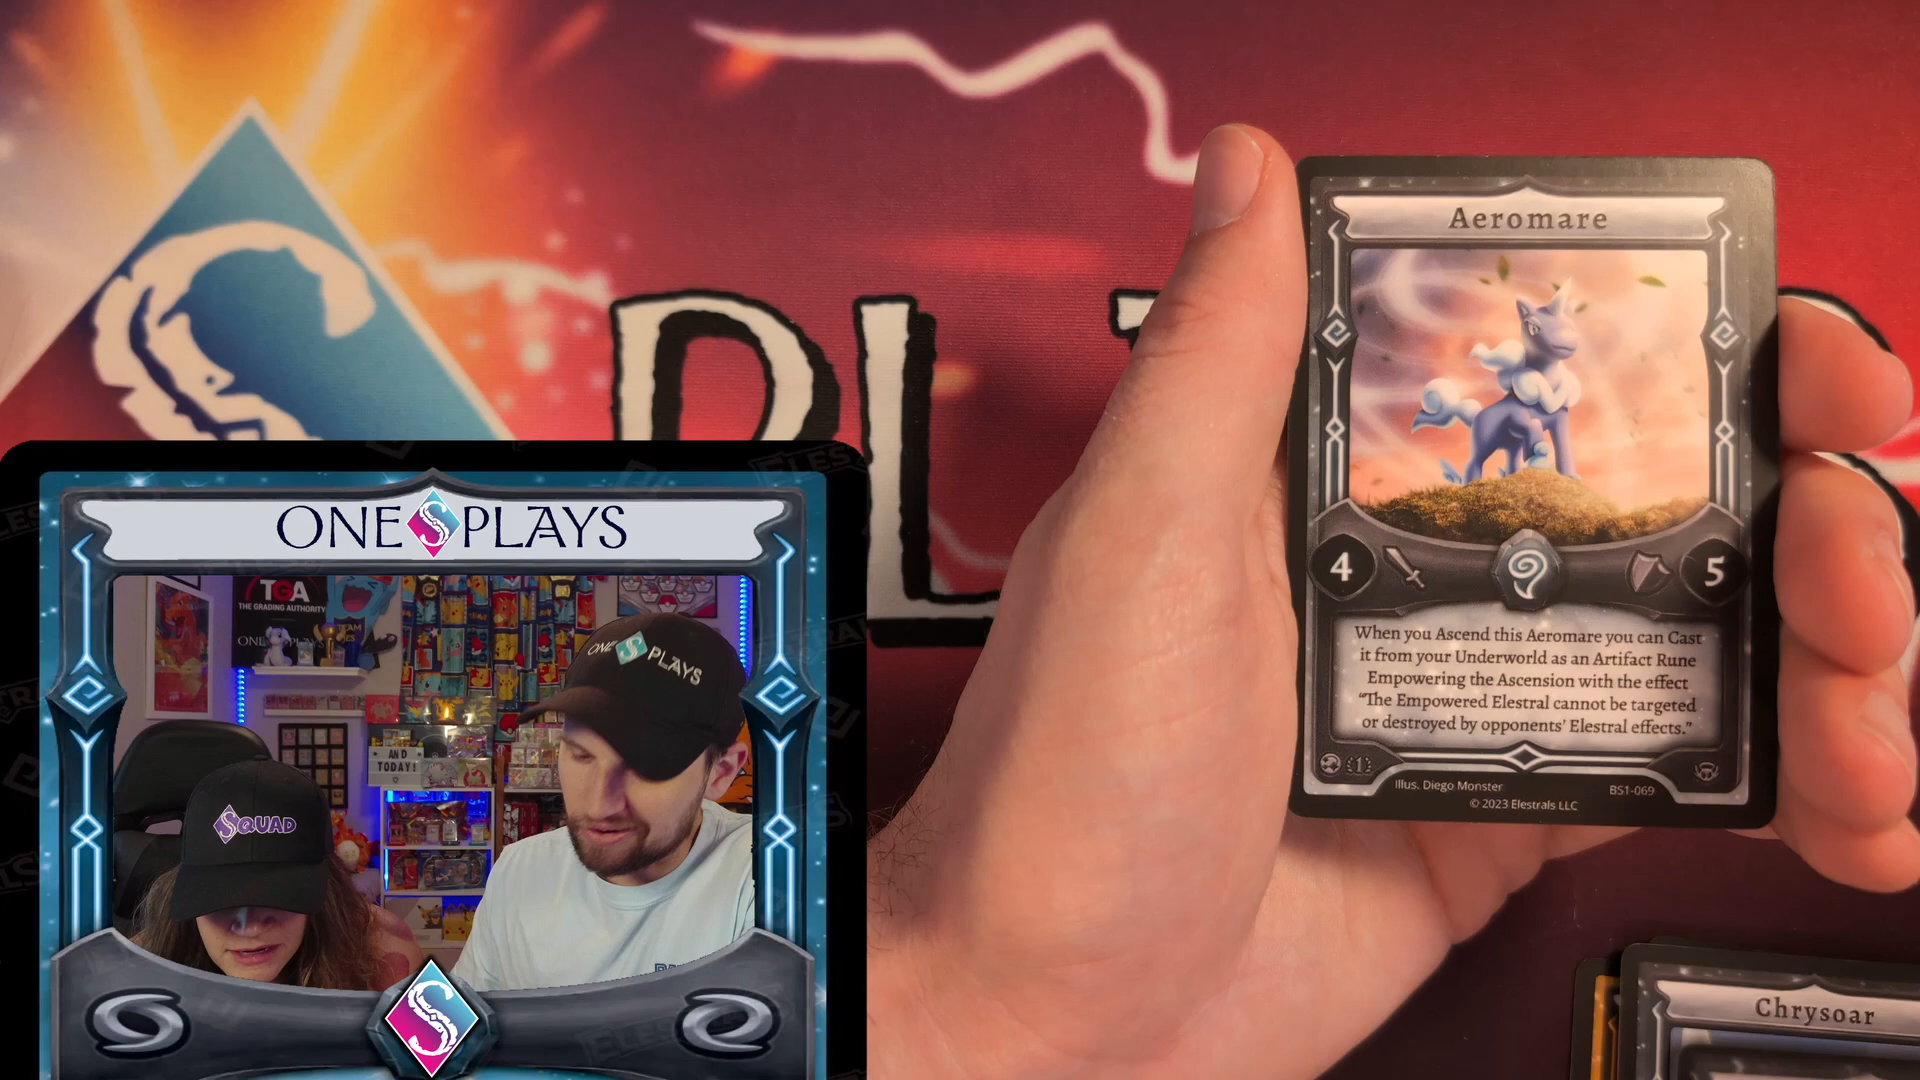 Aeromare
4
5
When you Ascend this Aeromare you can Cast
it from your Underworld as an Artifact Rune
Empowering the Ascension with the effect
“The Empowered Elestral cannot be targeted
or destroyed by opponents' Elestral effects.”
1
Illus. Diego Monster
BS1-069
© 2023 Elestrals LLC
Chrysoar
ONE S PLAYS
TGA
THE GRADING AUTHORITY
ONE S PLAYS
AND
TODAY!
SQUAD
S